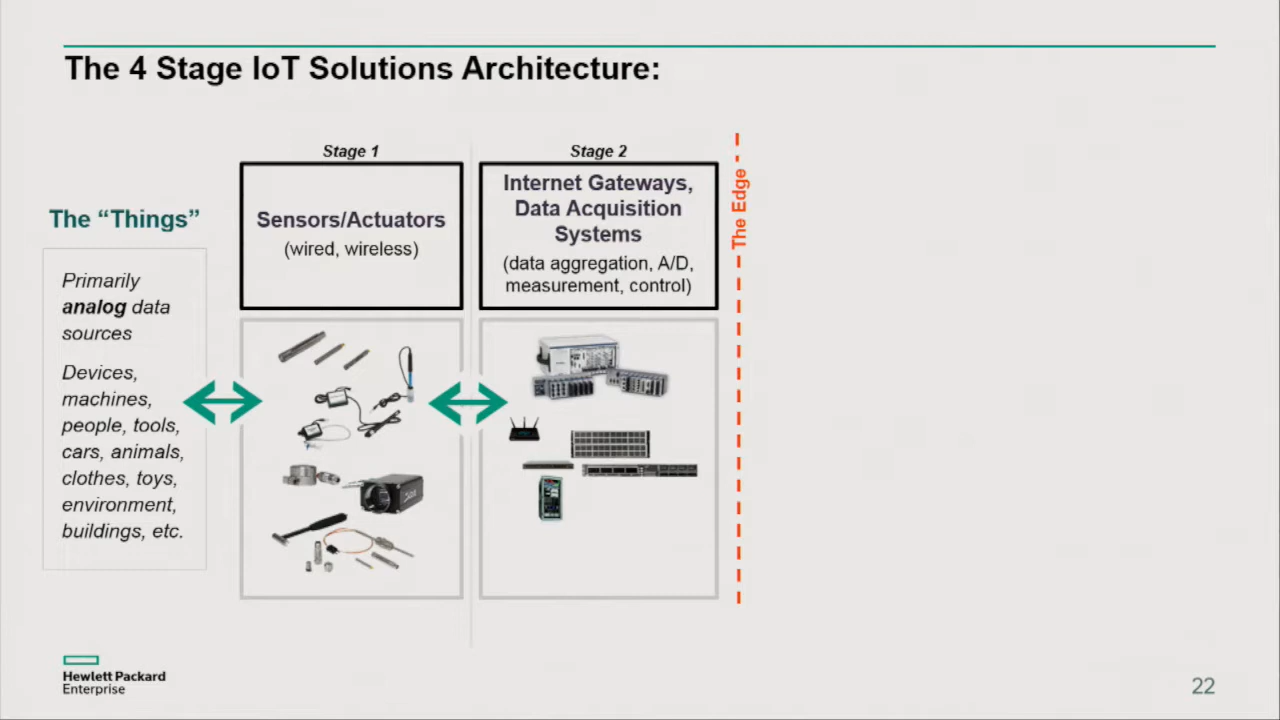 The 4 Stage IoT Solutions Architecture:
Stage 1
Stage 2
The "Things"
Primarily
analog data
sources
Devices,
machines,
people, tools,
cars, animals,
clothes, toys,
environment,
buildings, etc.
Sensors/Actuators
(wired, wireless)
Internet Gateways,
Data Acquisition
Systems
(data aggregation, A/D,
measurement, control)
The Edge
Hewlett Packard
Enterprise
22